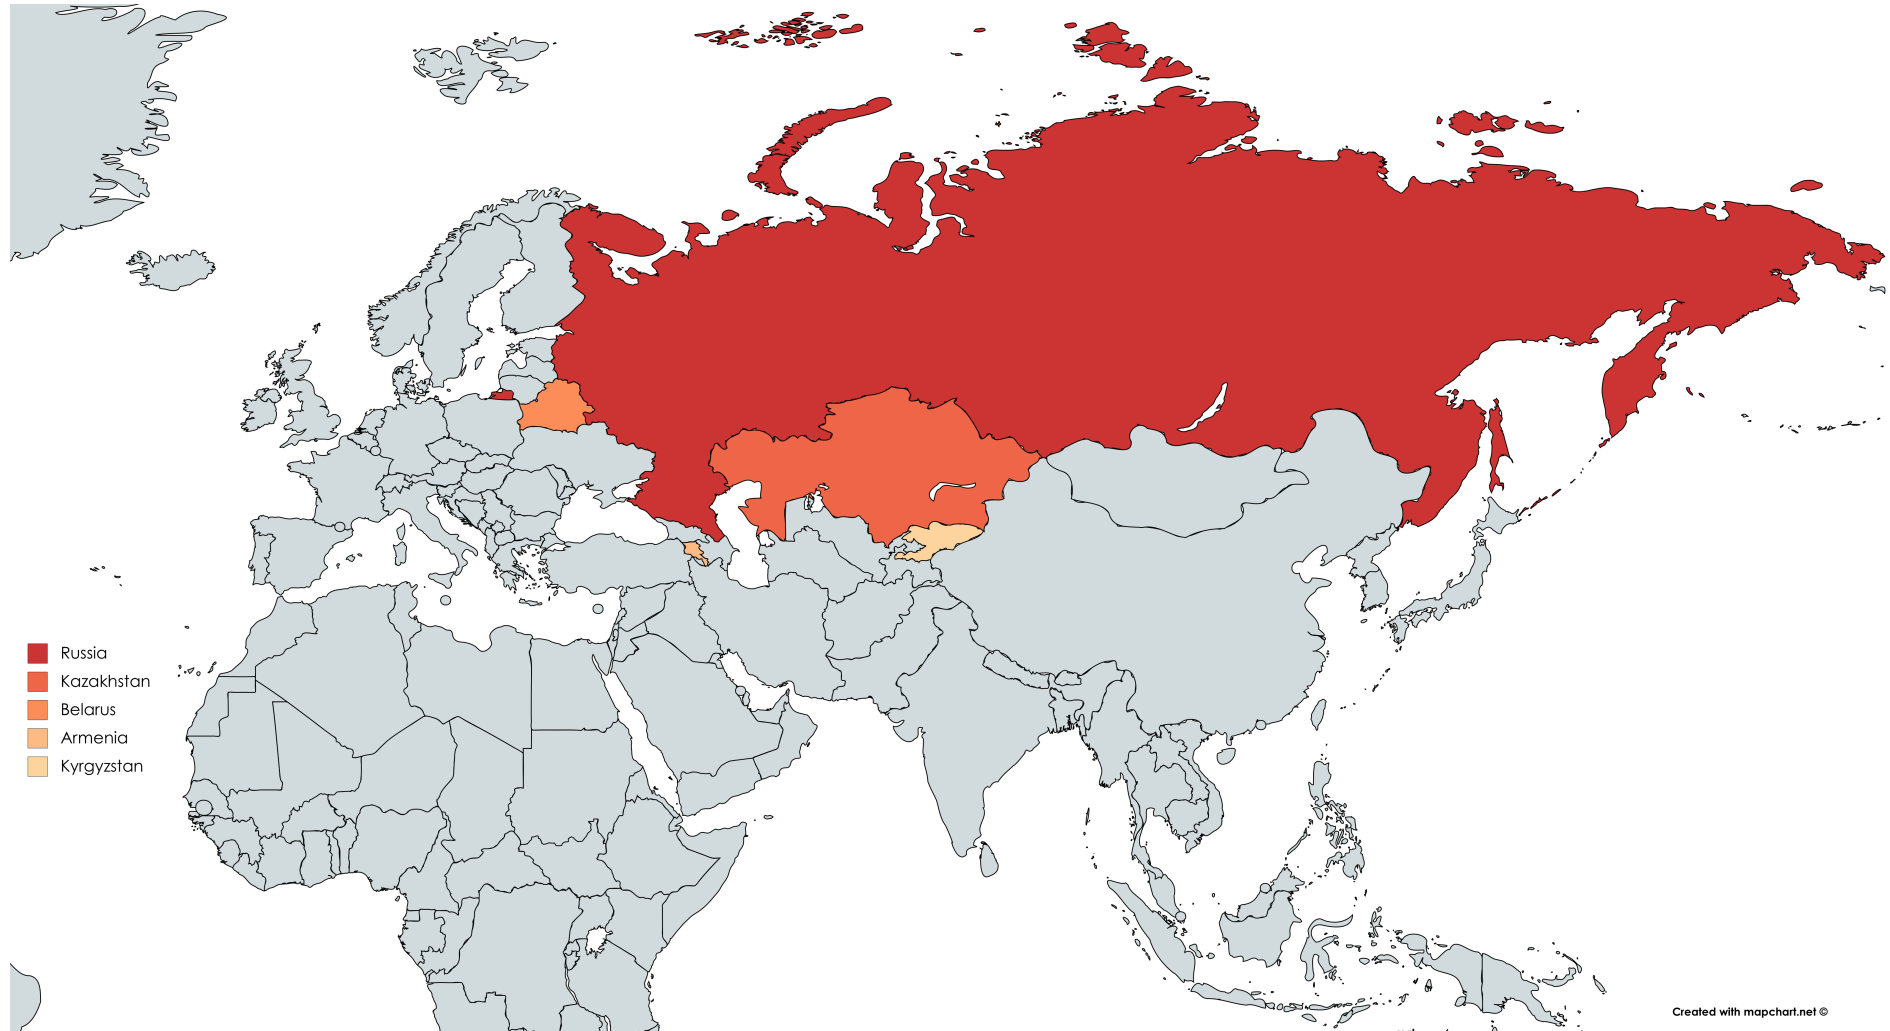 Russia
Kazakhstan
Belarus
Armenia
Kyrgyzstan
Created with mapchart.net ©